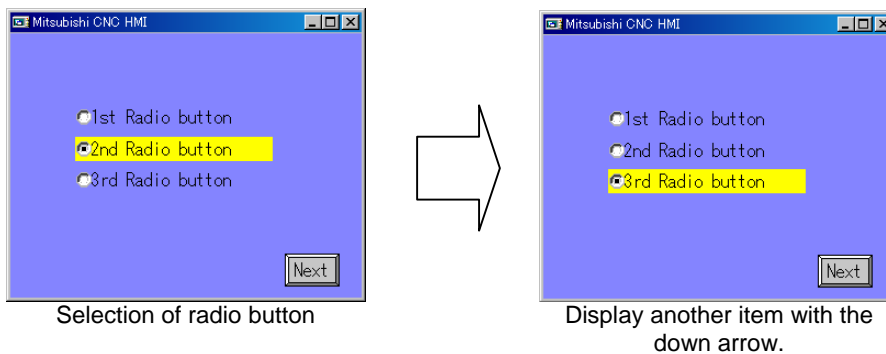 Mitsubishi CNC HMI
1st Radio button
2nd Radio button
3rd Radio button
Next
Selection of radio button
Mitsubishi CNC HMI
1st Radio button
2nd Radio button
3rd Radio button
Next
Display another item with the
down arrow.